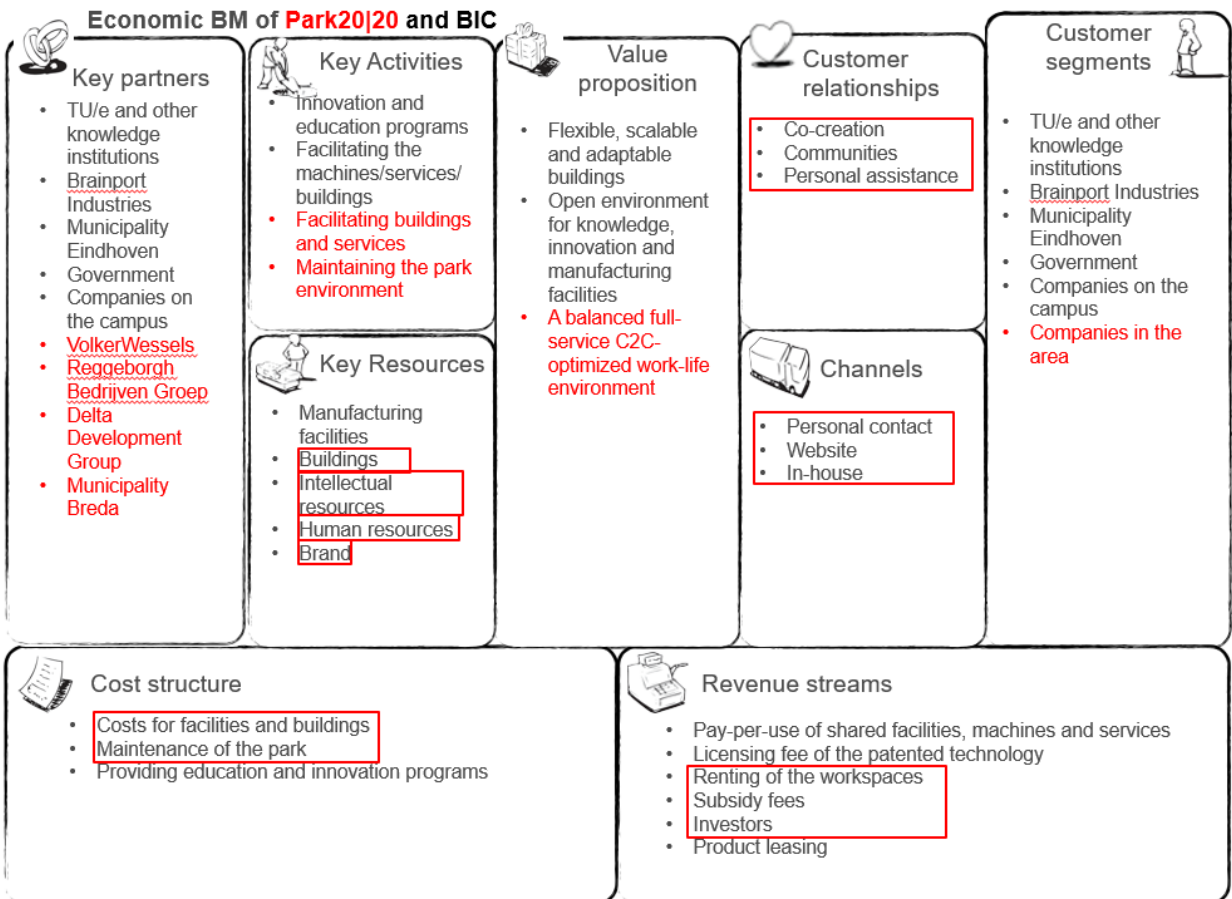 Economic BM of Park20|20 and BIC
Key partners
• TU/e and other
knowledge
institutions
• Brainport
Industries
• Municipality
Eindhoven
• Government
• Companies on
the campus
• VolkerWessels
• Reggeborgh
Bedrijven Groep
• Delta
Development
Group
• Municipality
Breda
Key Activities
• Innovation and
education programs
• Facilitating the
machines/services/
buildings
• Facilitating buildings
and services
• Maintaining the park
environment
Key Resources
• Manufacturing
facilities
• Buildings
• Intellectual
resources
• Human resources
• Brand
Value
proposition
• Flexible, scalable
and adaptable
buildings
• Open environment
for knowledge,
innovation and
manufacturing
facilities
• A balanced full-
service C2C-
optimized work-life
environment
Customer
relationships
• Co-creation
• Communities
• Personal assistance
Channels
• Personal contact
• Website
• In-house
Customer
segments
• TU/e and other
knowledge
institutions
• Brainport Industries
• Municipality
Eindhoven
• Government
• Companies on the
campus
• Companies in the
area
Cost structure
• Costs for facilities and buildings
• Maintenance of the park
• Providing education and innovation programs
Revenue streams
• Pay-per-use of shared facilities, machines and services
• Licensing fee of the patented technology
• Renting of the workspaces
• Subsidy fees
• Investors
• Product leasing